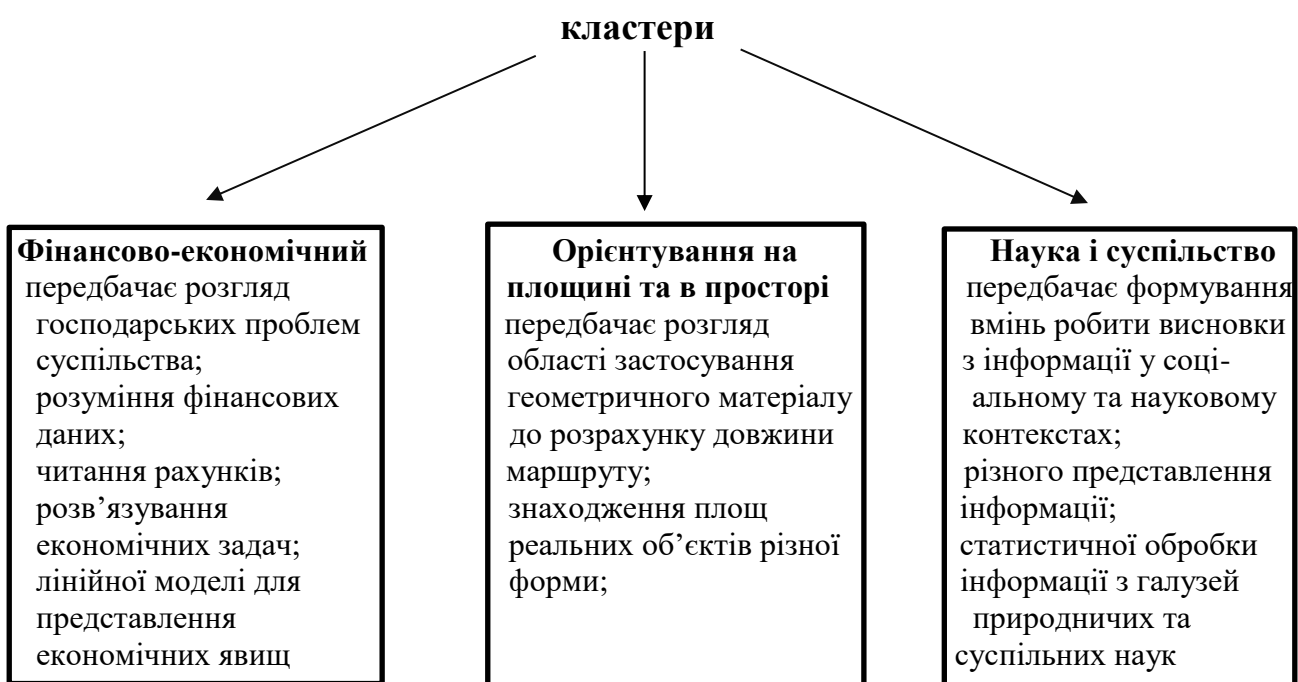 кластери
Фінансово-економічний
передбачає розгляд
господарських проблем
суспільства;
розуміння фінансових
даних;
читання рахунків;
розв’язування
економічних задач;
лінійної моделі для
представлення
економічних явищ
Орієнтування на
площині та в просторі
передбачає розгляд
області застосування
геометричного матеріалу
до розрахунку довжини
маршруту;
знаходження площ
реальних об’єктів різної
форми;
Наука і суспільство
передбачає формування
вмінь робити висновки
з інформації у соці-
альному та науковому
контекстах;
різного представлення
інформації;
статистичної обробки
інформації з галузей
природничих та
суспільних наук